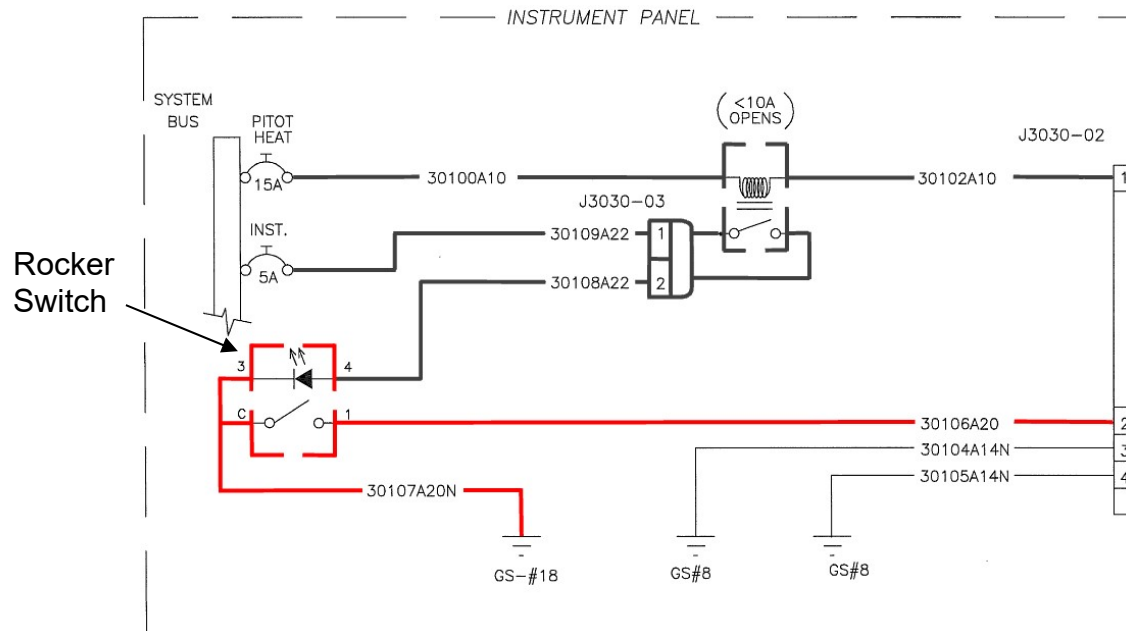 INSTRUMENT PANEL
SYSTEM
BUS
PITOT
HEAT
15A
30100A10
(<10A
OPENS)
30102A10
J3030-02
1
J3030-03
INST.
5A
30109A22
1
30108A22
2
Rocker
Switch
3
4
C
1
30106A20
2
30104A14N
3
30105A14N
4
30107A20N
GS-#18
GS#8
GS#8